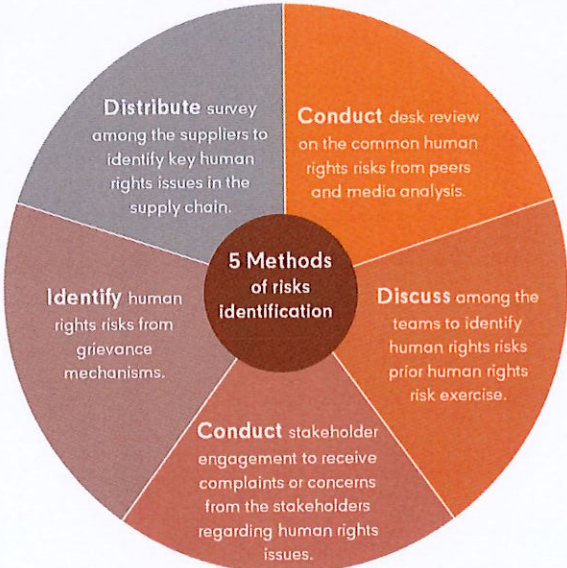 5 Methods
of risks
identification
Conduct desk review
on the common human
rights risks from peers
and media analysis.
Discuss among the
teams to identify
human rights risks
prior human rights
risk exercise.
Conduct stakeholder
engagement to receive
complaints or concerns
from the stakeholders
regarding human rights
issues.
Identify human
rights risks from
grievance
mechanisms.
Distribute survey
among the suppliers to
identify key human
rights issues in the
supply chain.